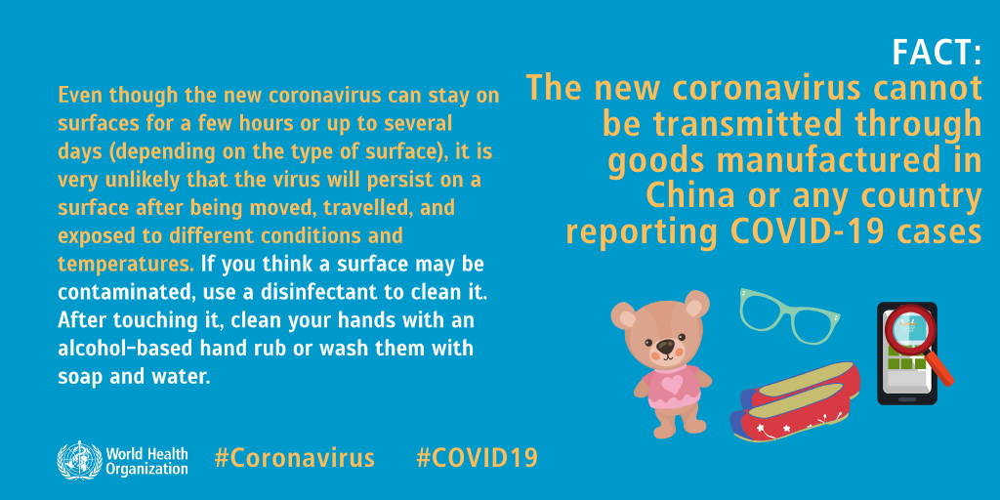 FACT:
The new coronavirus cannot
be transmitted through
goods manufactured in
China or any country
reporting COVID-19 cases
Even though the new coronavirus can stay on
surfaces for a few hours or up to several
days (depending on the type of surface), it is
very unlikely that the virus will persist on a
surface after being moved, travelled, and
exposed to different conditions and
temperatures. If you think a surface may be
contaminated, use a disinfectant to clean it.
After touching it, clean your hands with an
alcohol-based hand rub or wash them with
soap and water.
World Health
Organization
#Coronavirus #COVID19